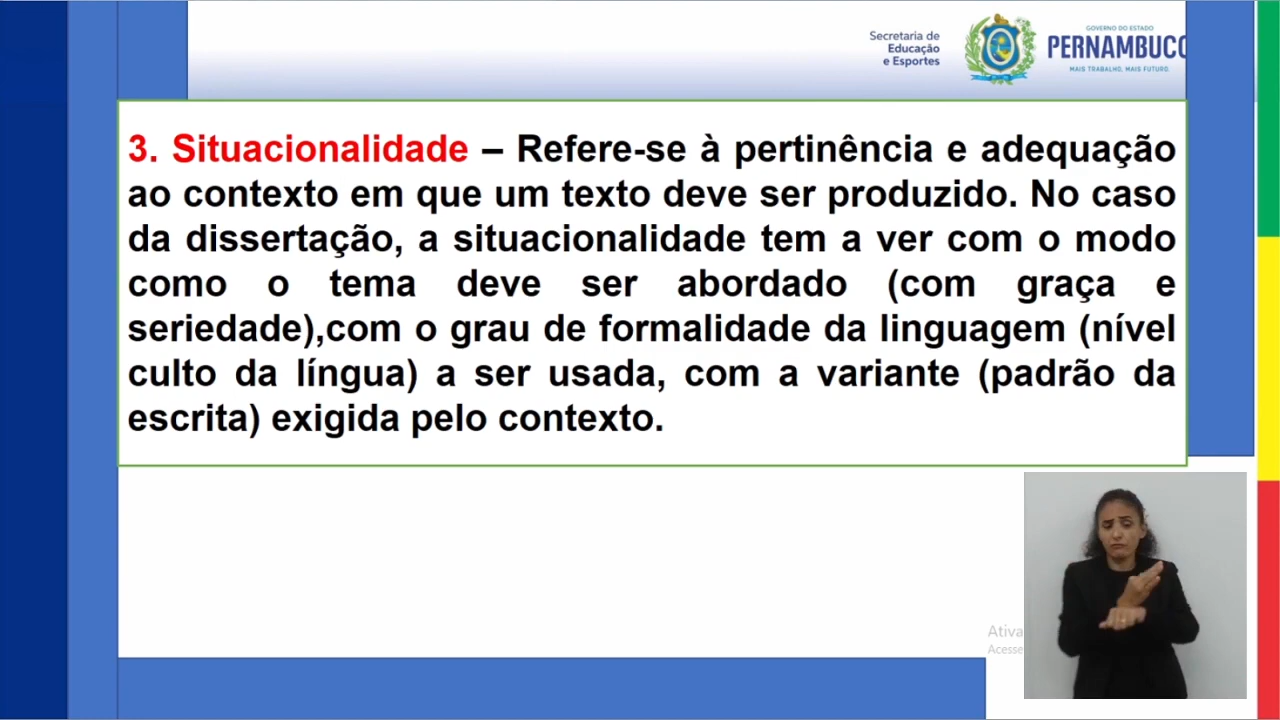 Secretaria de
Educação
e Esportes
GOVERNO DO ESTADO
PERNAMBUCO
MAIS TRABALHO, MAIS FUTURO.
3. Situacionalidade – Refere-se à pertinência e adequação
ao contexto em que um texto deve ser produzido. No caso
da dissertação, a situacionalidade tem a ver com o modo
como o tema deve ser abordado (com graça e
seriedade),com o grau de formalidade da linguagem (nível
culto da língua) a ser usada, com a variante (padrão da
escrita) exigida pelo contexto.
Ativa
Acesse